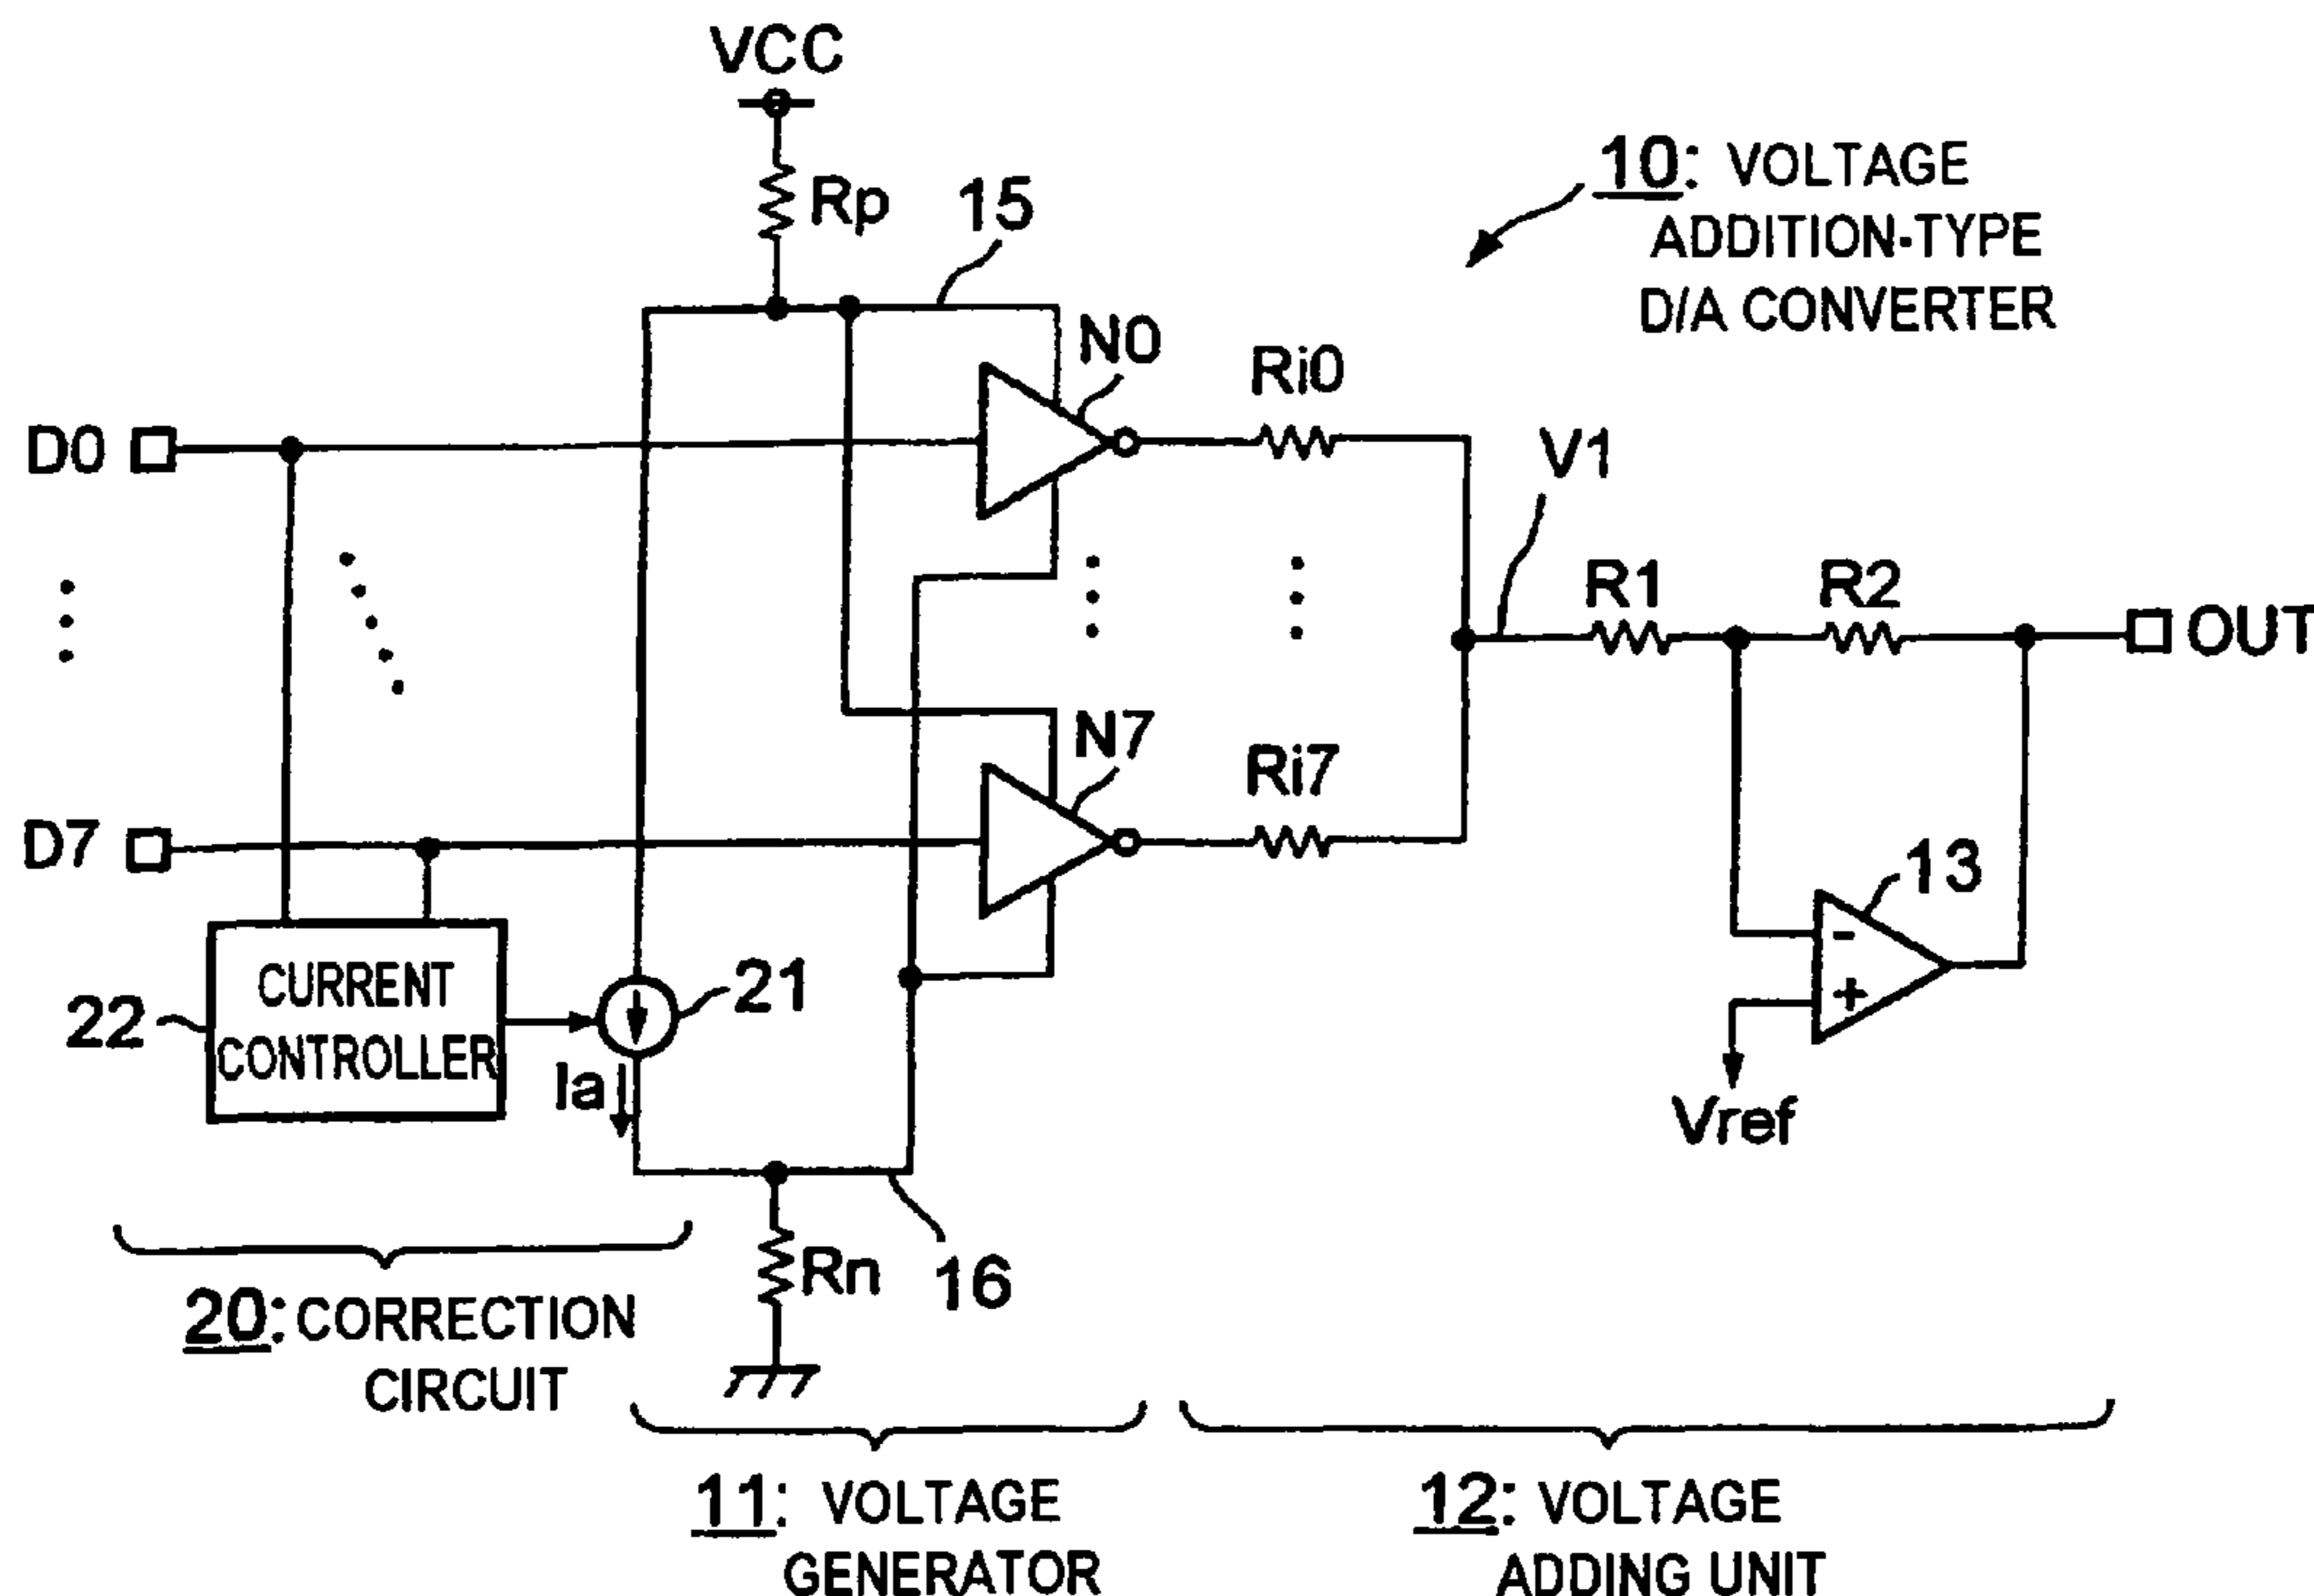 VCC
Rp
15
10: VOLTAGE
ADDITION-TYPE
D/A CONVERTER
N0
Ri0
D0
V1
R1
R2
OUT
N7
Ri7
D7
13
-
+
Vref
CURRENT
CONTROLLER
22
21
Ia
Rn
16
20: CORRECTION
CIRCUIT
11: VOLTAGE
GENERATOR
12: VOLTAGE
ADDING UNIT